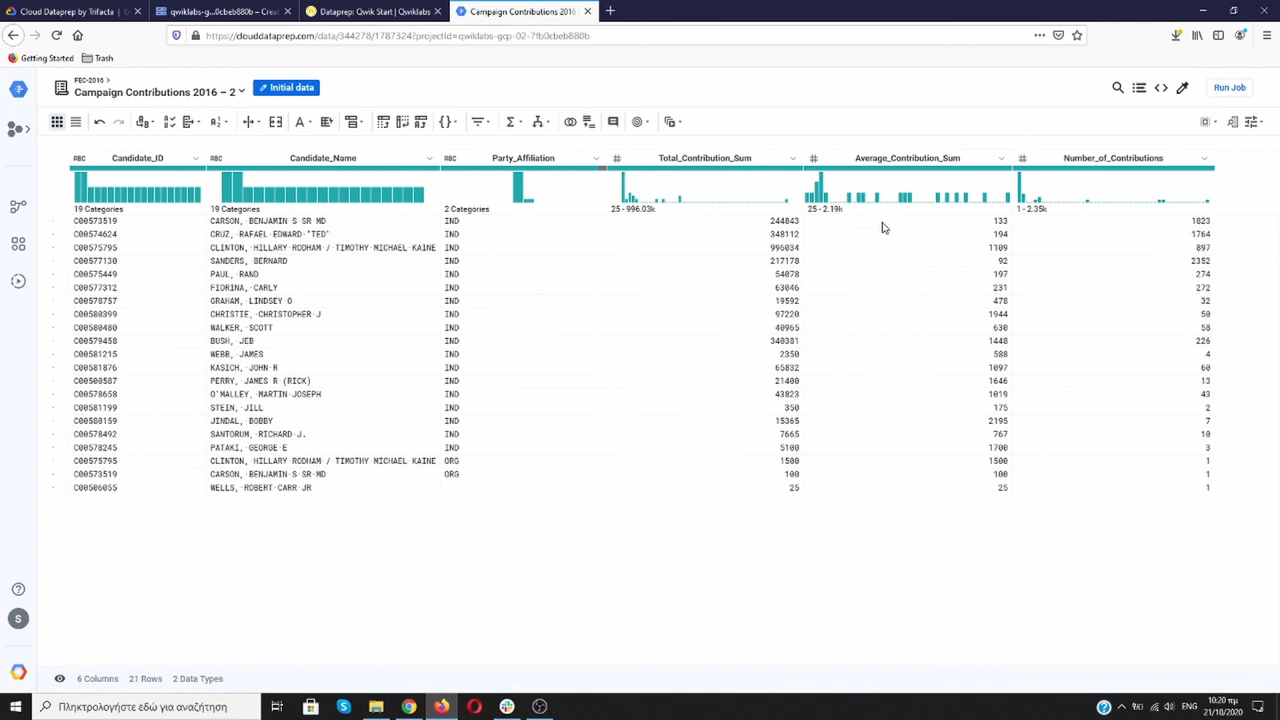 Cloud Dataprep by Trifacta | G
qwiklabs-g...0cbeb880b – Creat
Dataprep: Qwik Start | Qwiklabs
Campaign Contributions 2016 -
https://clouddataprep.com/data/344278/1787324?projectId=qwiklabs-gcp-02-7fb0cbeb880b
Getting Started Trash
FEC-2016 >
Campaign Contributions 2016 – 2 Initial data Run Job
RBC Candidate_ID RBC Candidate_Name RBC Party_Affiliation # Total_Contribution_Sum # Average_Contribution_Sum # Number_of_Contributions
19 Categories 19 Categories 2 Categories 25 - 996.03k 25 - 2.19k 1 - 2.35k
C00573519 CARSON, BENJAMIN S SR MD IND 244843 133 1823
C00574624 CRUZ, RAFAEL EDWARD "TED" IND 348112 194 1764
C00575795 CLINTON, HILLARY RODHAM / TIMOTHY MICHAEL KAINE IND 996034 1109 897
C00577130 SANDERS, BERNARD IND 217178 92 2352
C00575449 PAUL, RAND IND 54078 197 274
C00577312 FIORINA, CARLY IND 63046 231 272
C00578757 GRAHAM, LINDSEY O IND 19592 478 32
C00580399 CHRISTIE, CHRISTOPHER J IND 97220 1944 50
C00580480 WALKER, SCOTT IND 40965 630 58
C00579458 BUSH, JEB IND 340381 1448 226
C00581215 WEBB, JAMES IND 2350 588 4
C00581876 KASICH, JOHN R IND 65832 1097 60
C00500587 PERRY, JAMES R (RICK) IND 21400 1646 13
C00578658 O'MALLEY, MARTIN JOSEPH IND 43823 1019 43
C00581199 STEIN, JILL IND 350 175 2
C00580159 JINDAL, BOBBY IND 15365 2195 7
C00578492 SANTORUM, RICHARD J. IND 7665 767 10
C00578245 PATAKI, GEORGE E IND 5100 1700 3
C00575795 CLINTON, HILLARY RODHAM / TIMOTHY MICHAEL KAINE ORG 1500 1500 1
C00573519 CARSON, BENJAMIN S SR MD ORG 100 100 1
C00506055 WELLS, ROBERT CARR JR 25 25 1
S
6 Columns 21 Rows 2 Data Types
Πληκτρολογήστε εδώ για αναζήτηση
ENG
10:20 πμ
21/10/2020